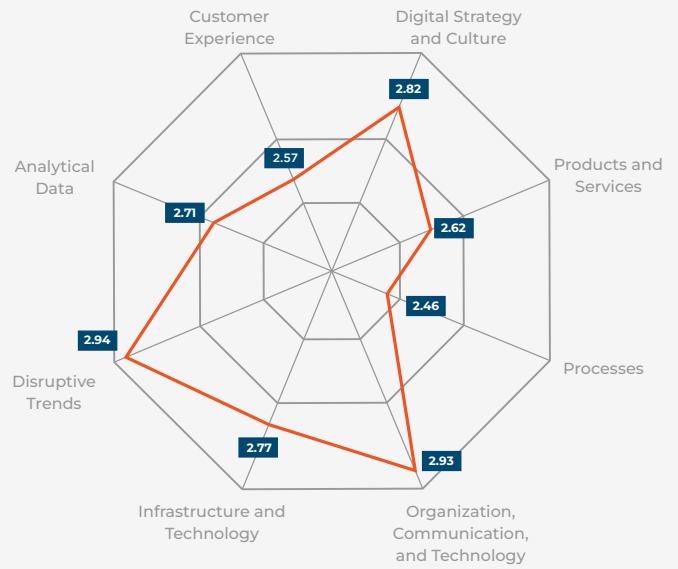 Customer
Experience
Digital Strategy
and Culture
2.82
2.57
Analytical
Data
Products and
Services
2.71
2.62
2.46
2.94
Disruptive
Trends
Processes
2.77
2.93
Infrastructure and
Technology
Organization,
Communication,
and Technology